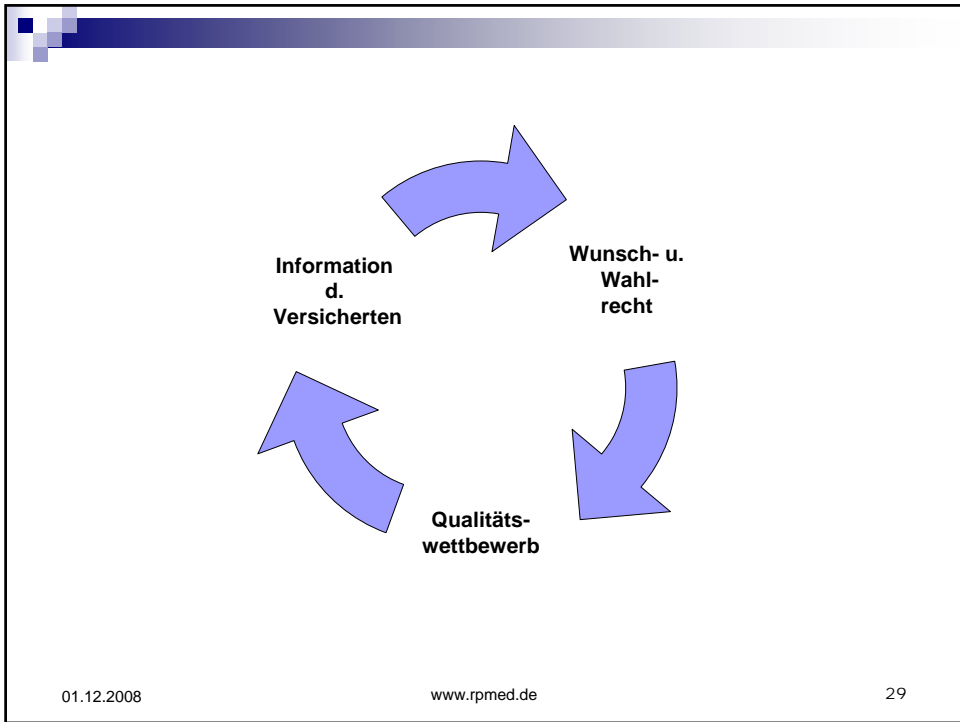 Information
d.
Versicherten
Wunsch- u.
Wahl-
recht
Qualitäts-
wettbewerb
01.12.2008
www.rpmed.de
29